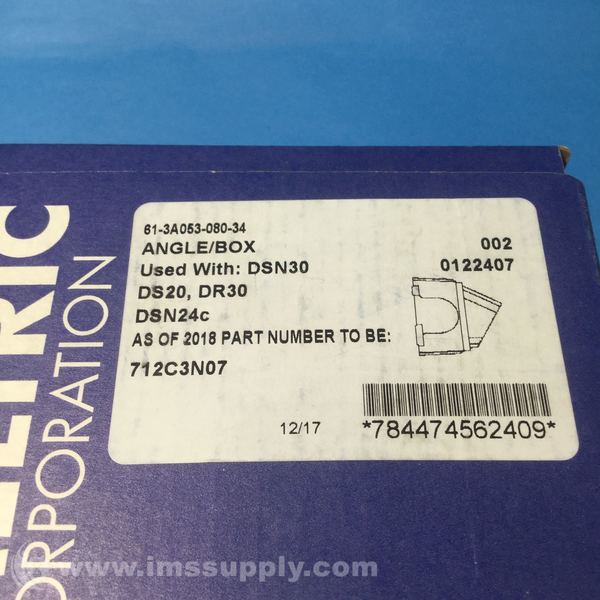 61-3A053-080-34
ANGLE/BOX 002
Used With: DSN30 0122407
DS20, DR30
DSN24c
AS OF 2018 PART NUMBER TO BE:
712C3N07
12/17 *784474562409*
CORPORATION
www.imssupply.com